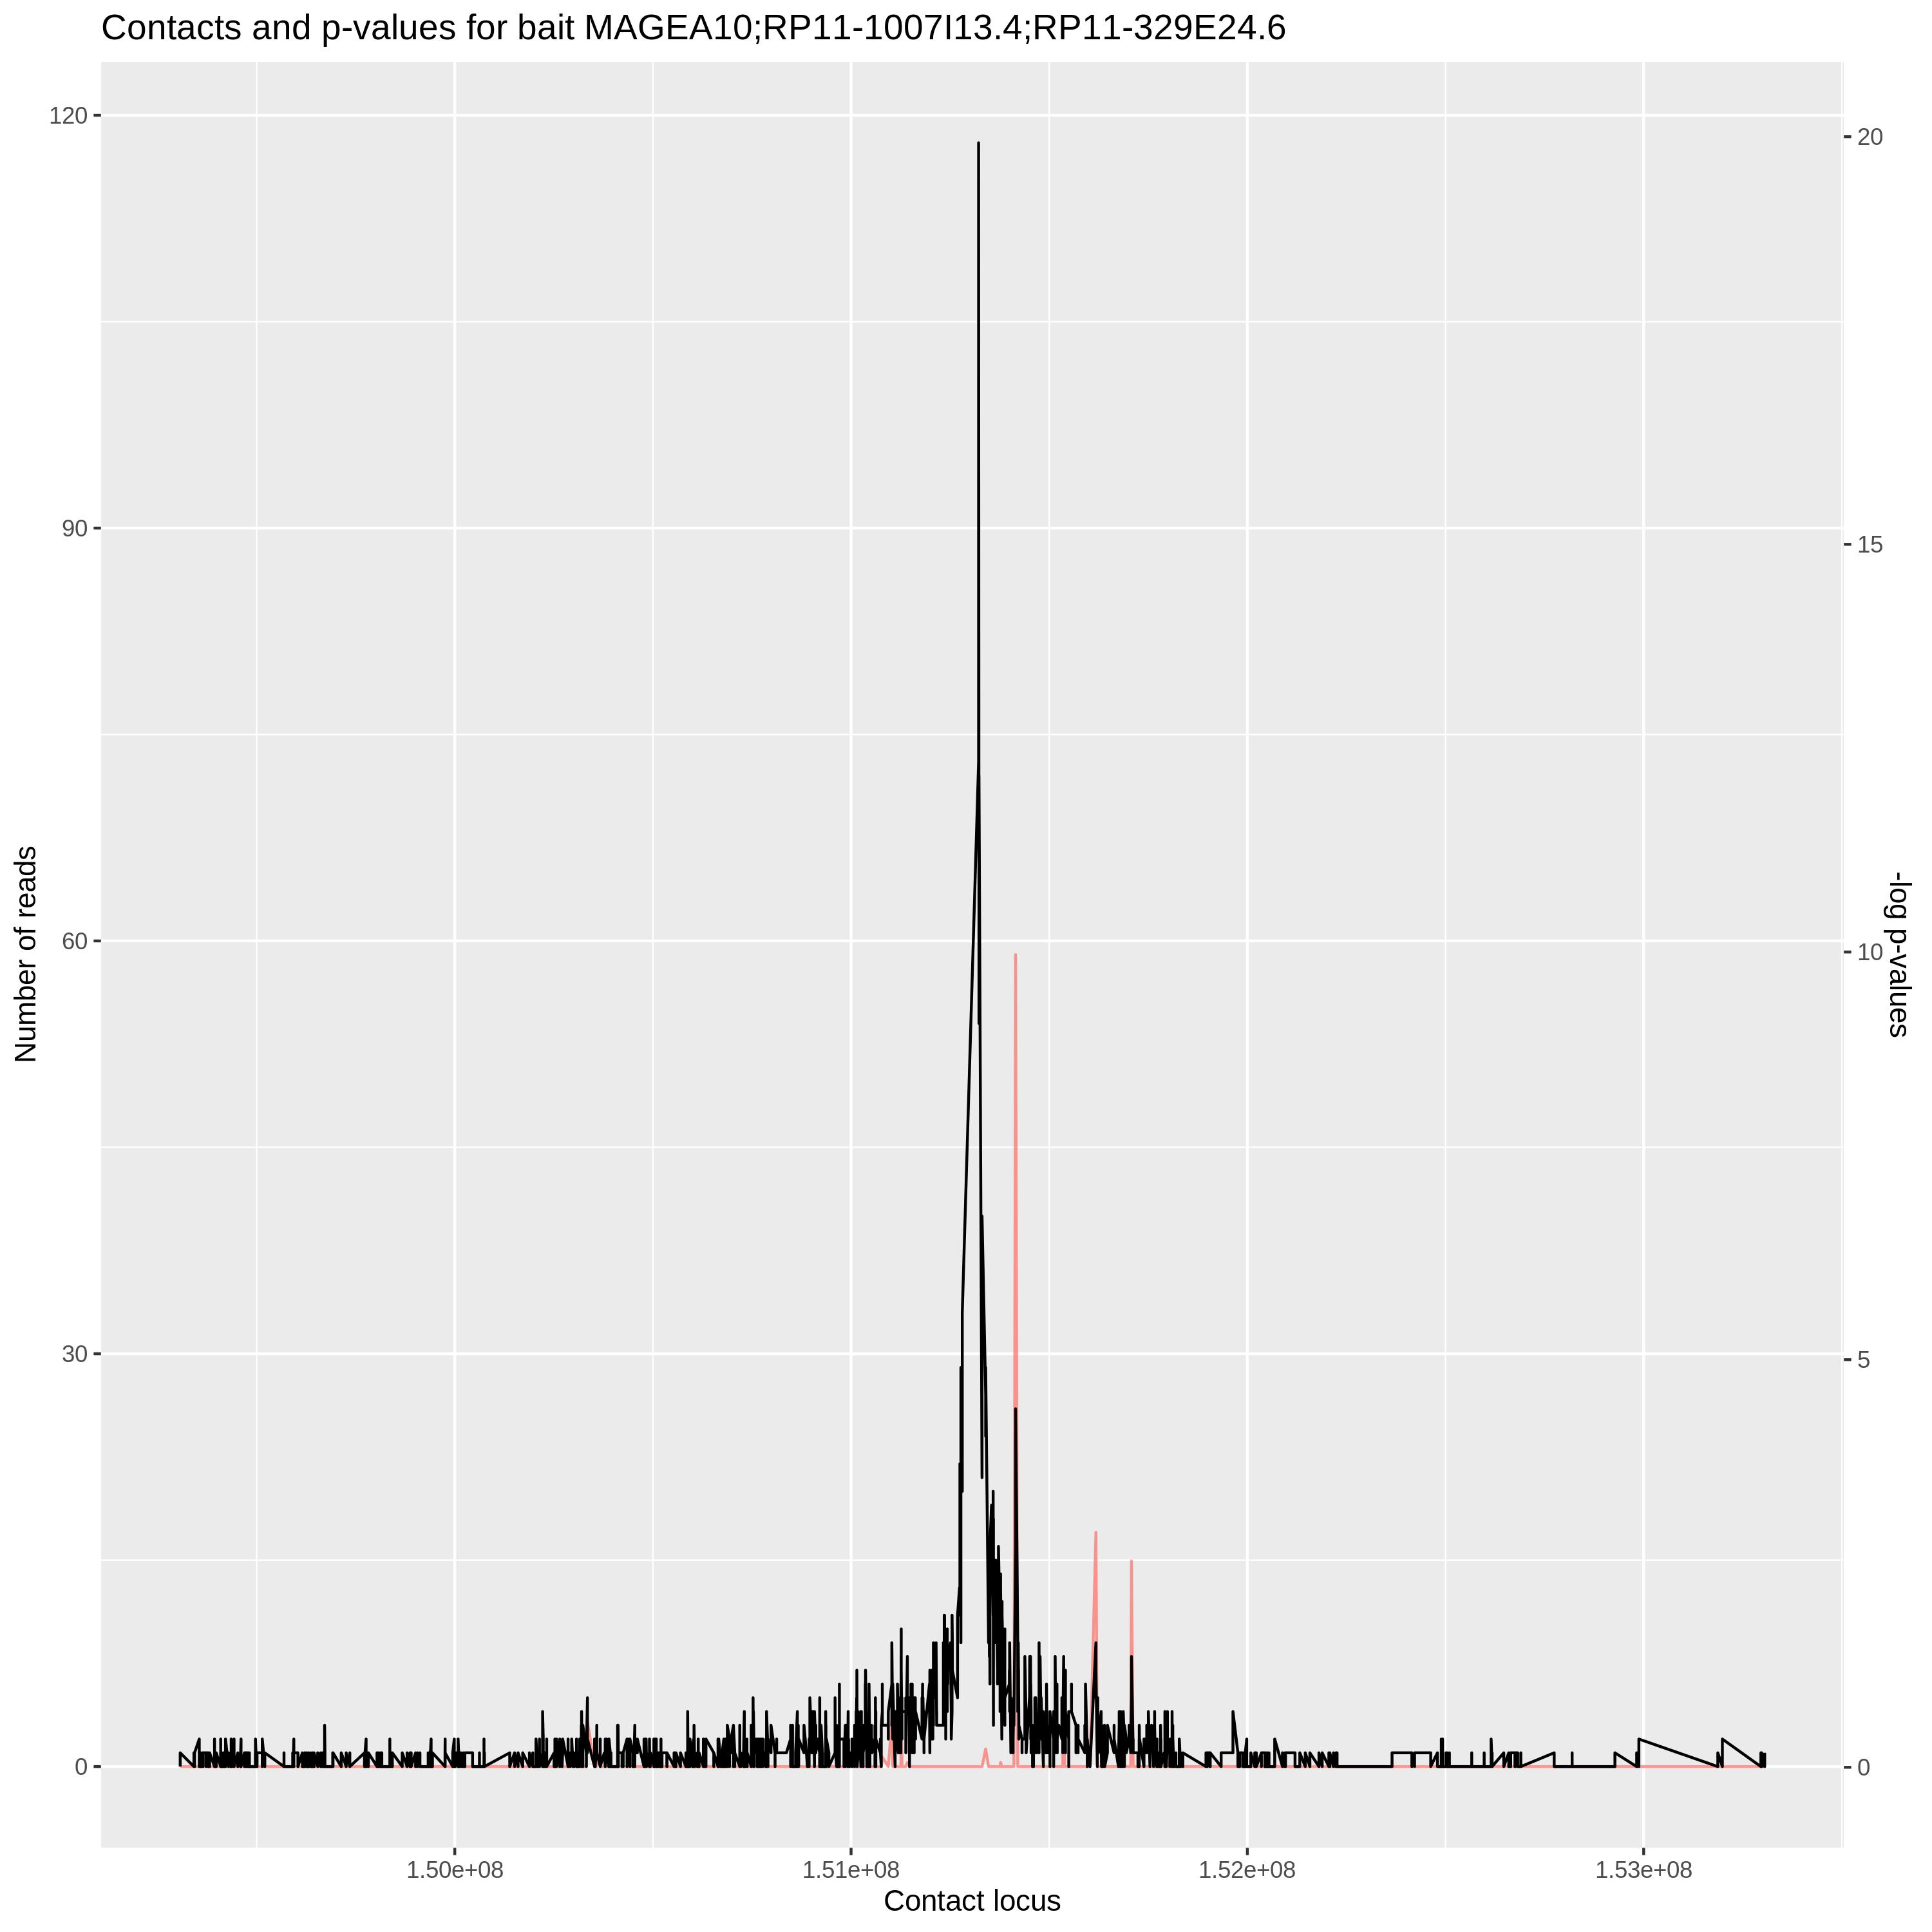 Contacts and p-values for bait MAGEA10;RP11-1007I13.4;RP11-329E24.6
120
90
60
30
0
Number of reads
20
15
10
5
0
-log p-values
1.50e+08
1.51e+08
1.52e+08
1.53e+08
Contact locus